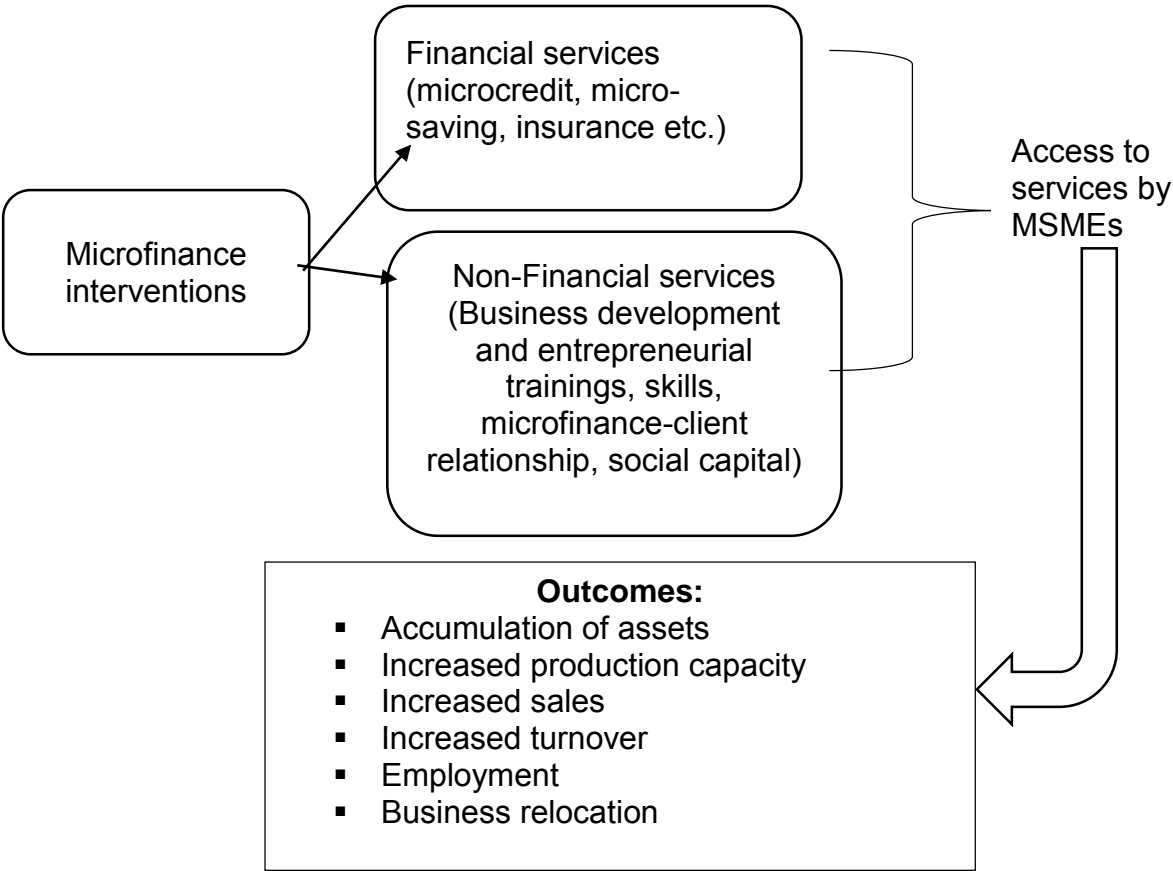 Financial services
(microcredit, micro-
saving, insurance etc.)
Microfinance
interventions
Non-Financial services
(Business development
and entrepreneurial
trainings, skills,
microfinance-client
relationship, social capital)
Access to
services by
MSMEs
Outcomes:
▪ Accumulation of assets
▪ Increased production capacity
▪ Increased sales
▪ Increased turnover
▪ Employment
▪ Business relocation